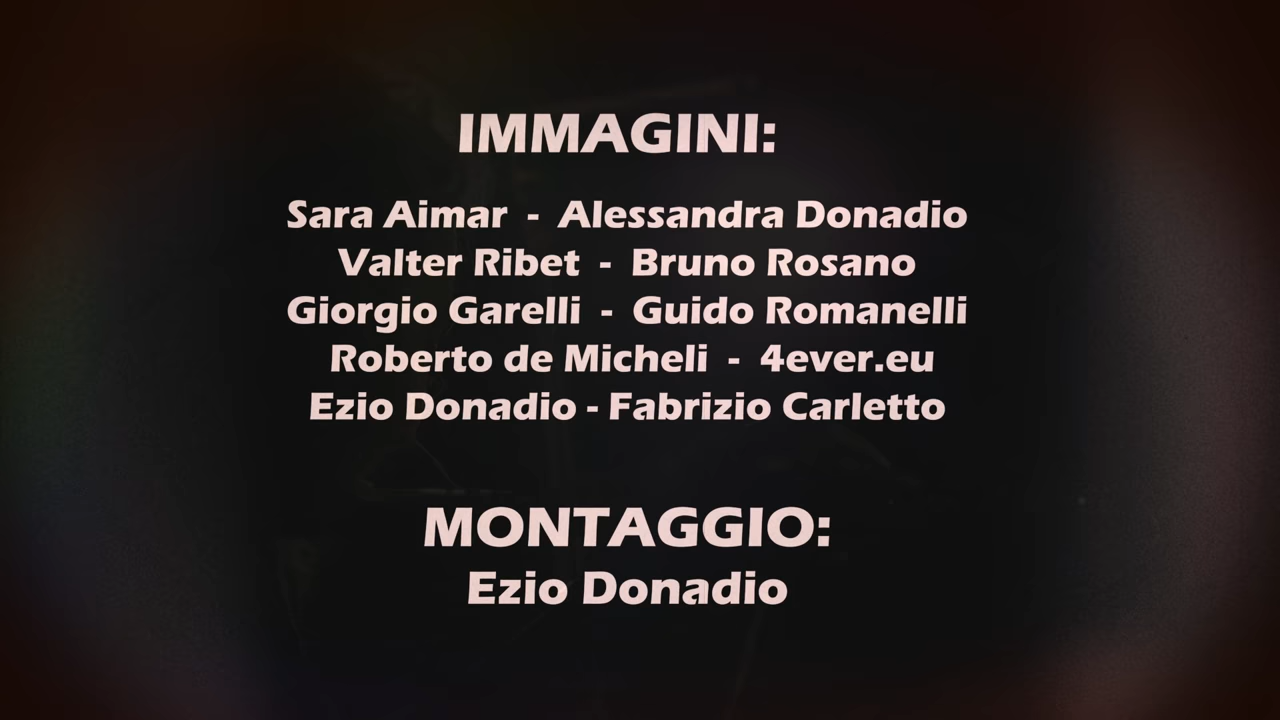 IMMAGINI:
Sara Aimar - Alessandra Donadio
Valter Ribet - Bruno Rosano
Giorgio Garelli - Guido Romanelli
Roberto de Micheli - 4ever.eu
Ezio Donadio - Fabrizio Carletto
MONTAGGIO:
Ezio Donadio